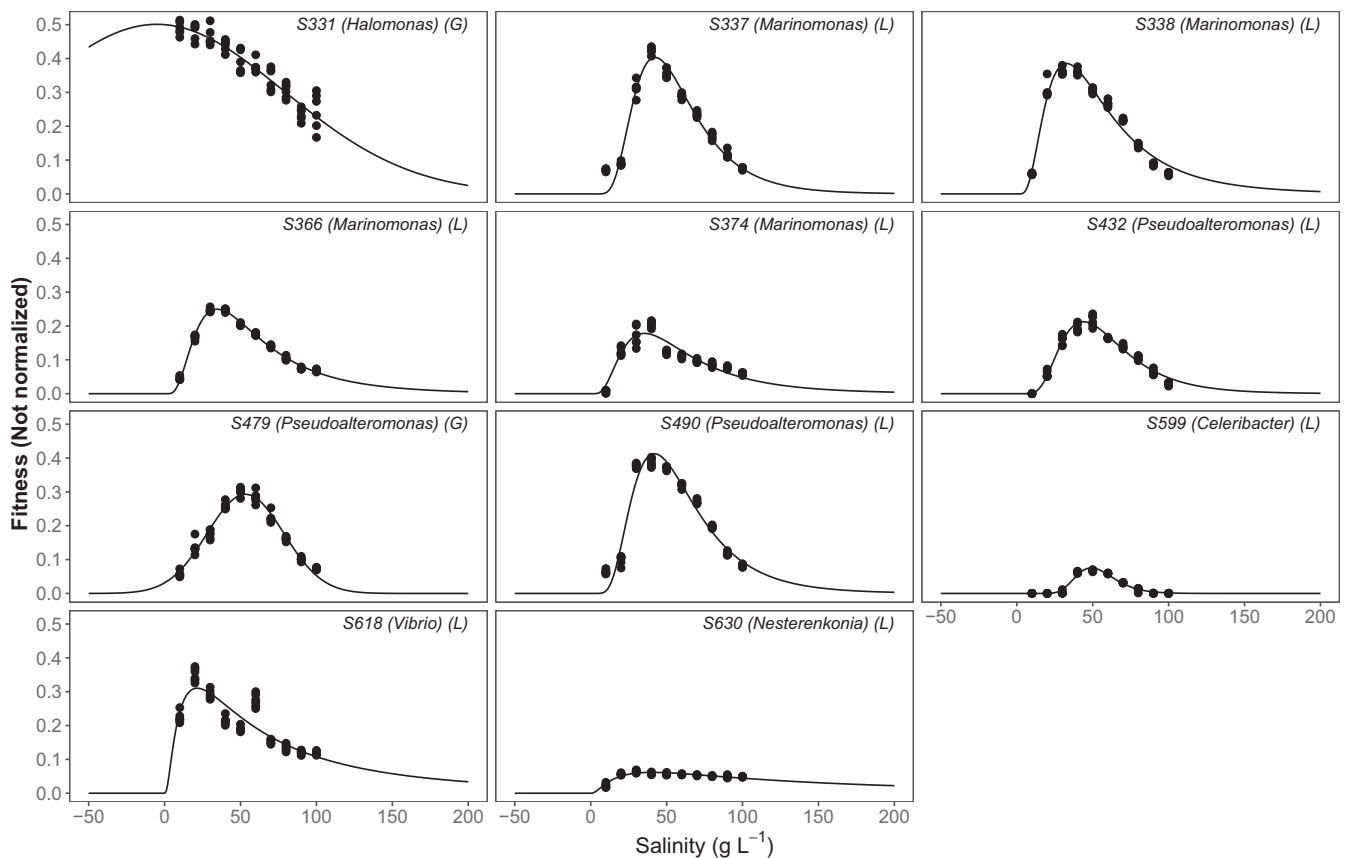 S331 (Halomonas) (G)
S337 (Marinomonas) (L)
S338 (Marinomonas) (L)
0.5
0.4
0.3
0.2
0.1
0.0
S366 (Marinomonas) (L)
S374 (Marinomonas) (L)
S432 (Pseudoalteromonas) (L)
0.5
0.4
0.3
0.2
0.1
0.0
Fitness (Not normalized)
S479 (Pseudoalteromonas) (G)
S490 (Pseudoalteromonas) (L)
S599 (Celeribacter) (L)
0.5
0.4
0.3
0.2
0.1
0.0
−50 0 50 100 150 200
S618 (Vibrio) (L)
S630 (Nesterenkonia) (L)
0.5
0.4
0.3
0.2
0.1
0.0
−50 0 50 100 150 200
−50 0 50 100 150 200
Salinity (g L⁻¹)